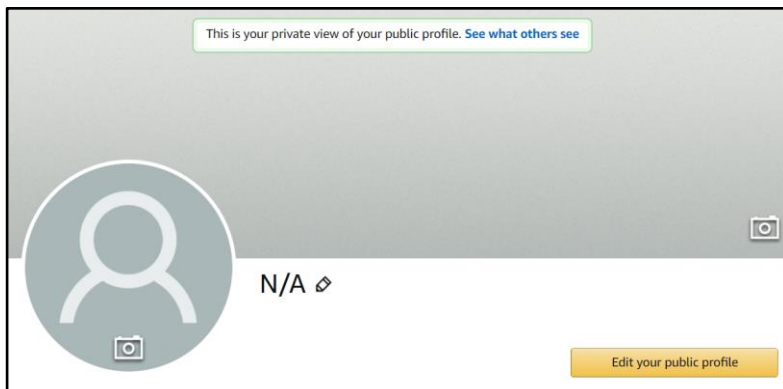 This is your private view of your public profile. See what others see
N/A
Edit your public profile